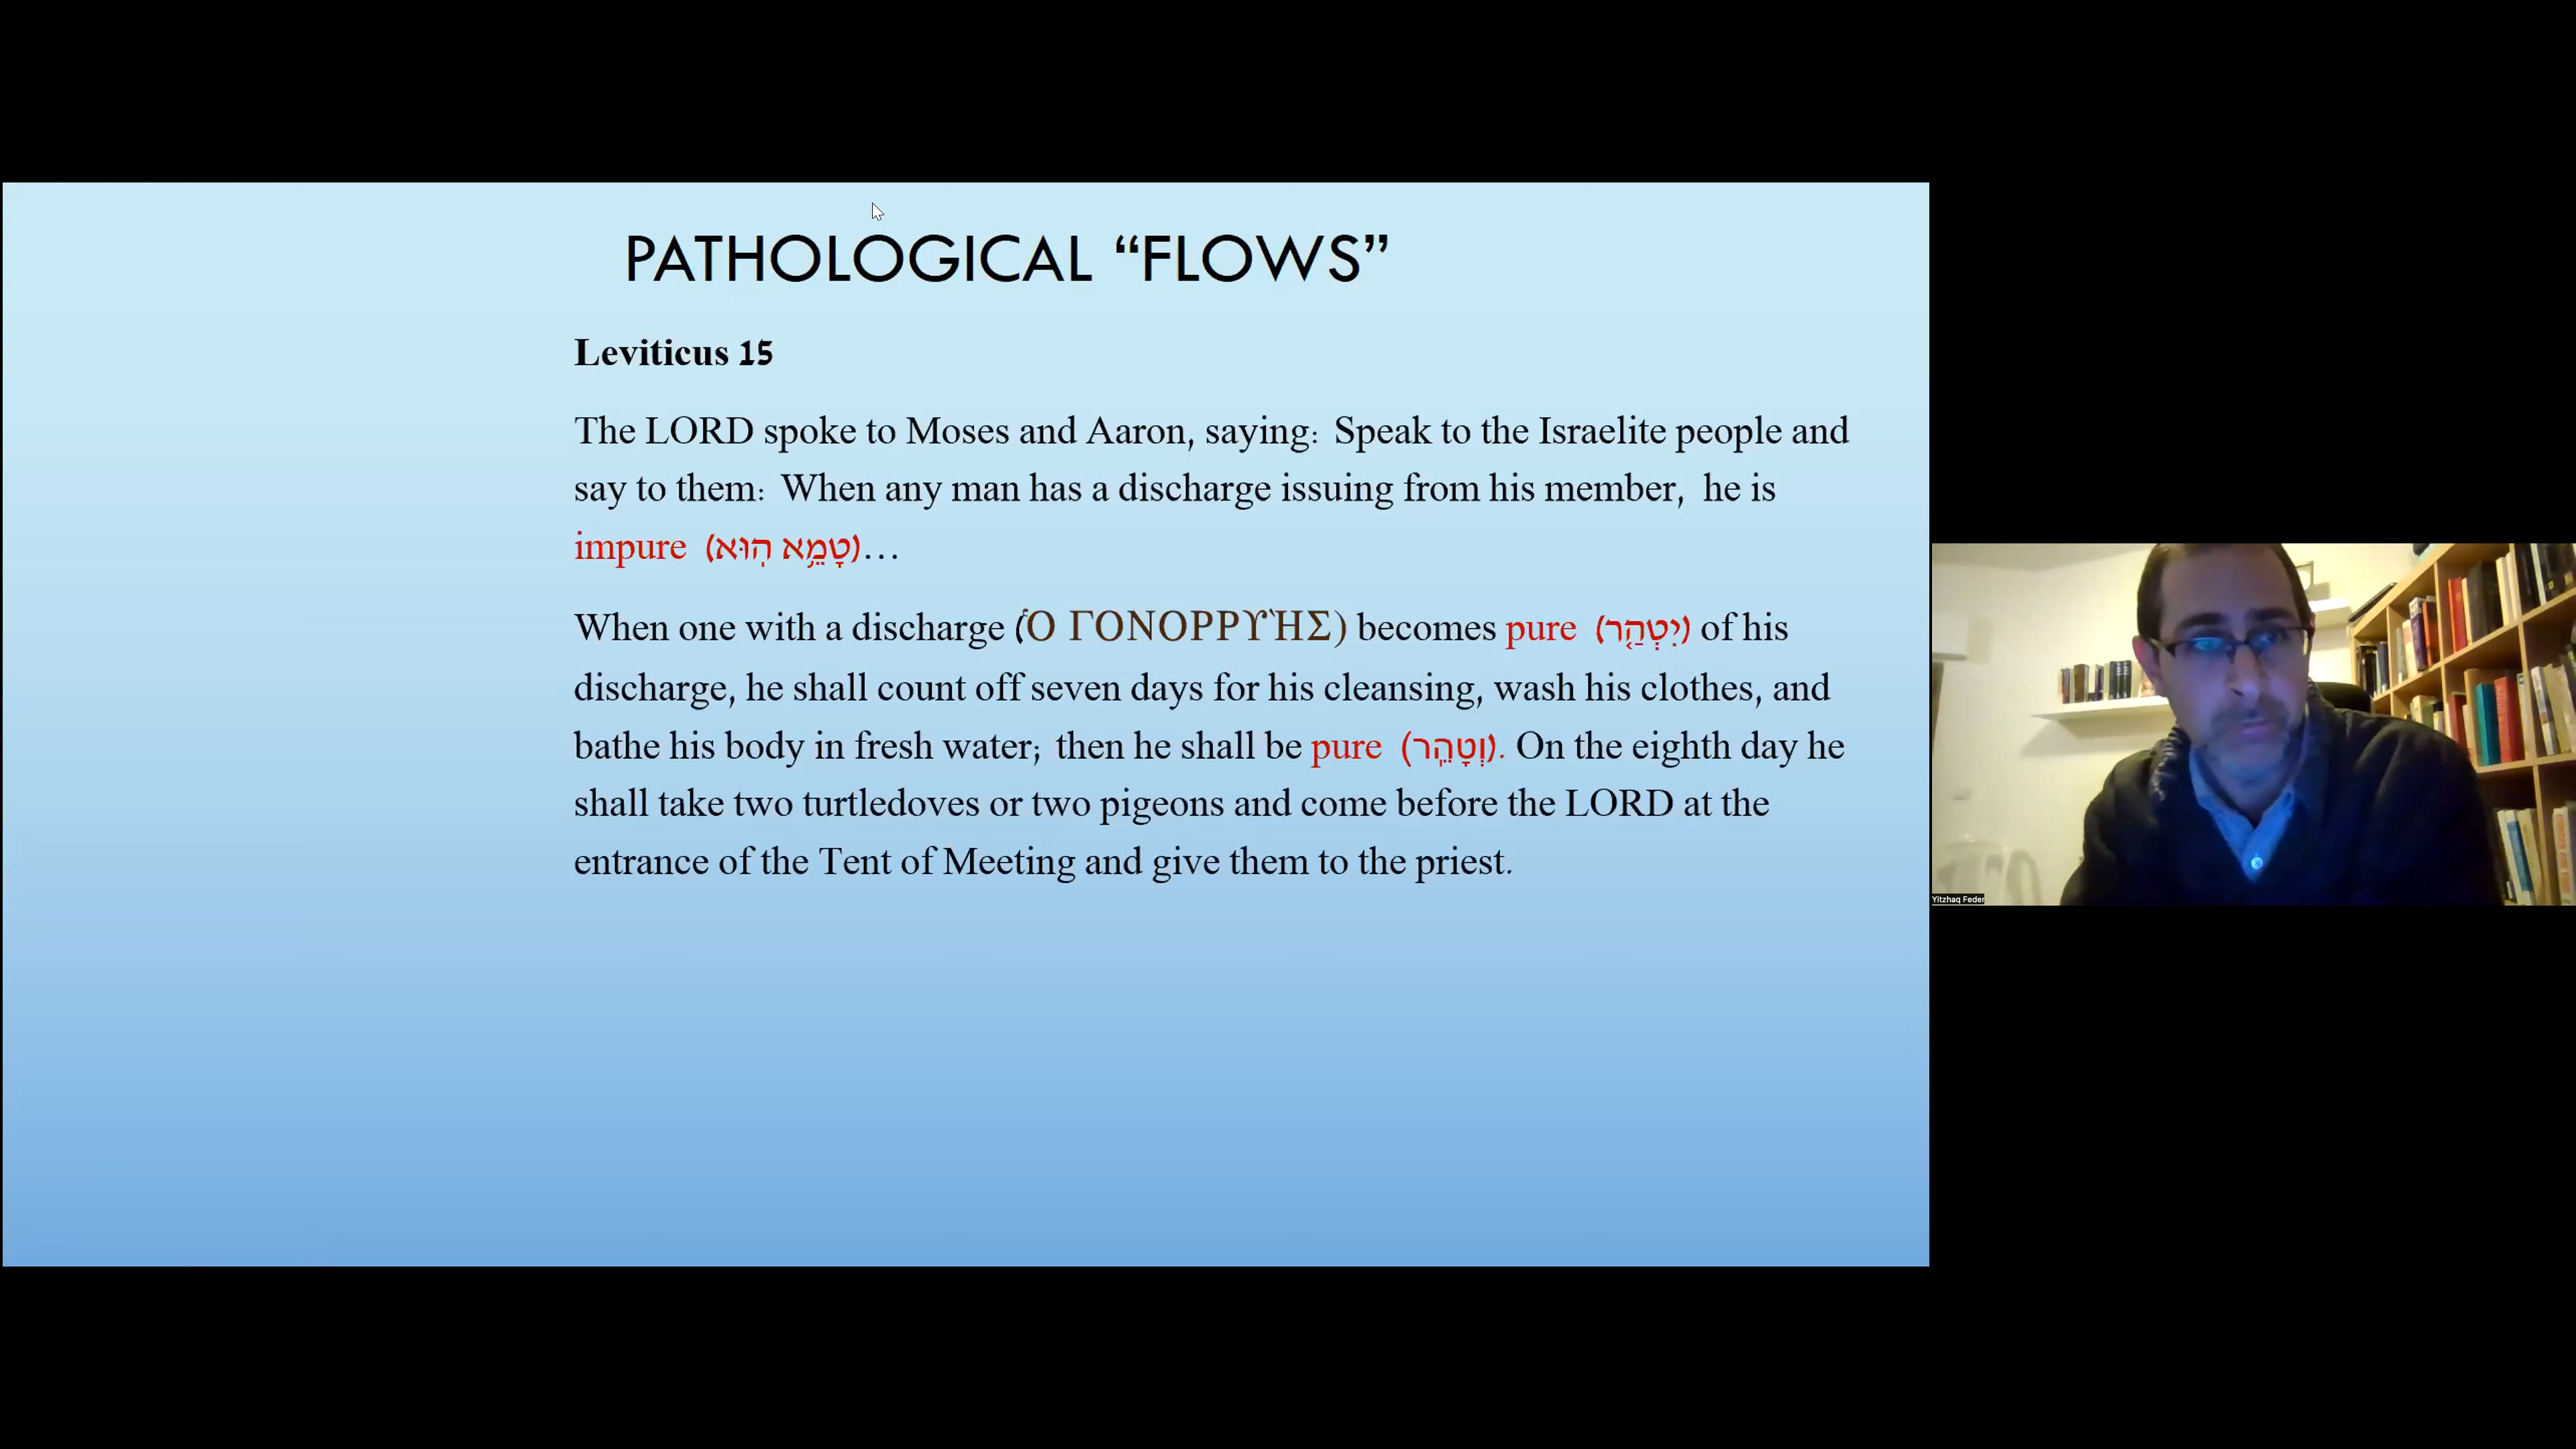 PATHOLOGICAL “FLOWS”
Leviticus 15
The LORD spoke to Moses and Aaron, saying: Speak to the Israelite people and
say to them: When any man has a discharge issuing from his member, he is
impure (טָמֵ֥א הֽוּא)…
When one with a discharge (Ὁ ΓΟΝΟΡΡΥῊΣ) becomes pure (יִטְהַ֤ר) of his
discharge, he shall count off seven days for his cleansing, wash his clothes, and
bathe his body in fresh water; then he shall be pure (וְטָהֵֽר). On the eighth day he
shall take two turtledoves or two pigeons and come before the LORD at the
entrance of the Tent of Meeting and give them to the priest.
Yitzhaq Feder